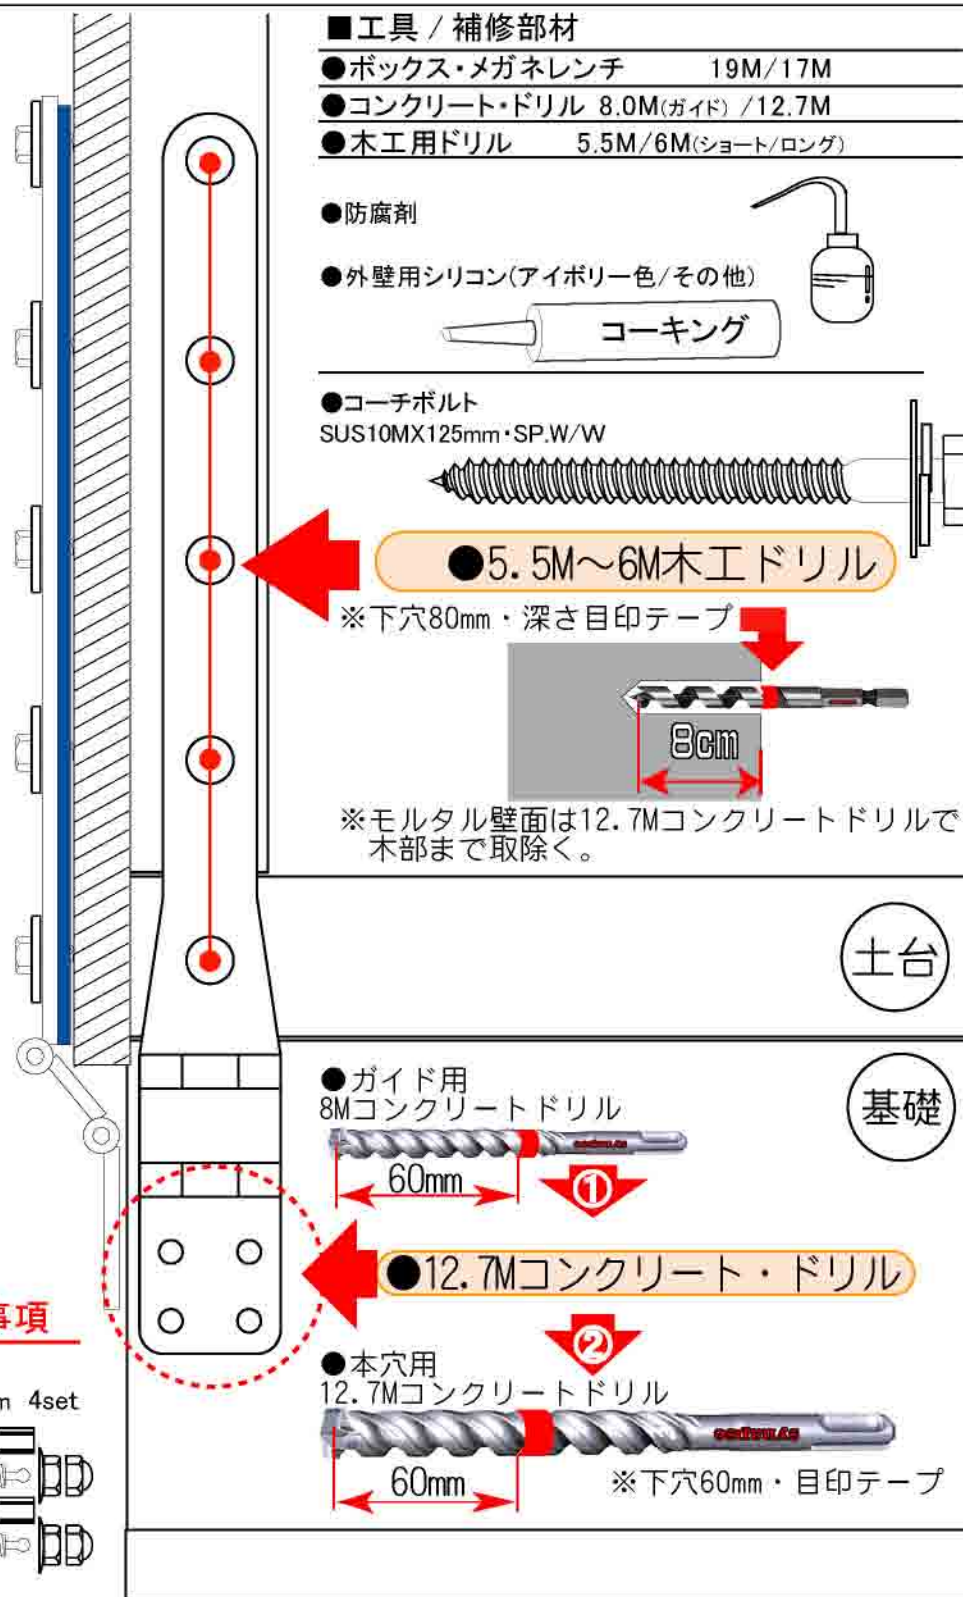 ■工具 / 補修部材
●ボックス・メガネレンチ 19M/17M
●コンクリート・ドリル 8.0M(ガイド) /12.7M
●木工用ドリル 5.5M/6M(ショート/ロング)
●防腐剤
●外壁用シリコン(アイボリー色/その他)
コーキング
●コーチボルト
SUS10MX125mm・SP.W/W
●5.5M～6M木工ドリル
※下穴80mm・深さ目印テープ
8cm
※モルタル壁面は12.7Mコンクリートドリルで
木部まで取除く。
土台
基礎
●ガイド用
8Mコンクリートドリル
60mm
①
●12.7Mコンクリート・ドリル
②
●本穴用
12.7Mコンクリートドリル
60mm
※下穴60mm・目印テープ
事項
4set